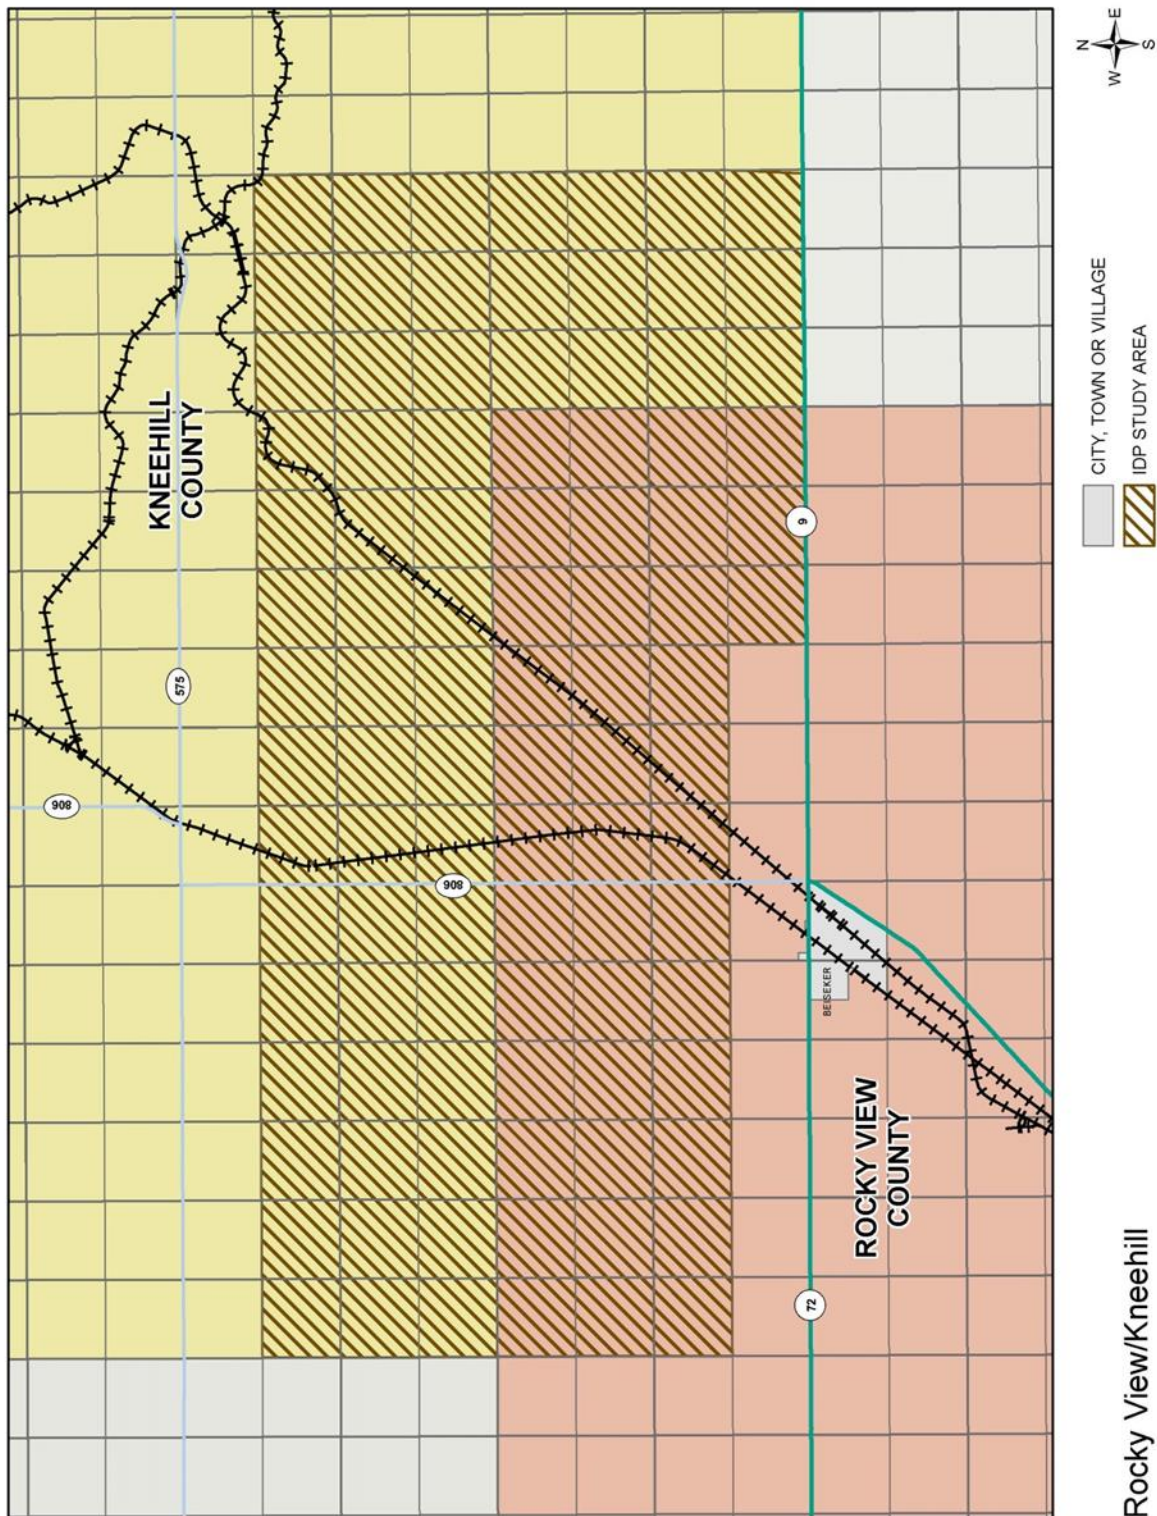 806
KNEEHILL
COUNTY
575
806
9
72
BEISEKER
ROCKY VIEW
COUNTY
N
W
E
S
CITY, TOWN OR VILLAGE
IDP STUDY AREA
Rocky View/Kneehill